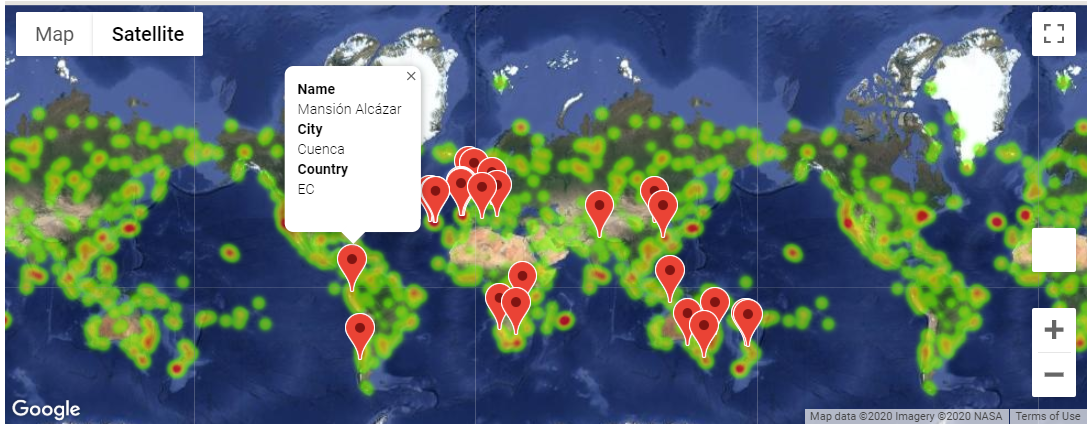 Map
Satellite
Name
Mansión Alcázar
City
Cuenca
Country
EC
Google
Map data ©2020 Imagery ©2020 NASA
Terms of Use